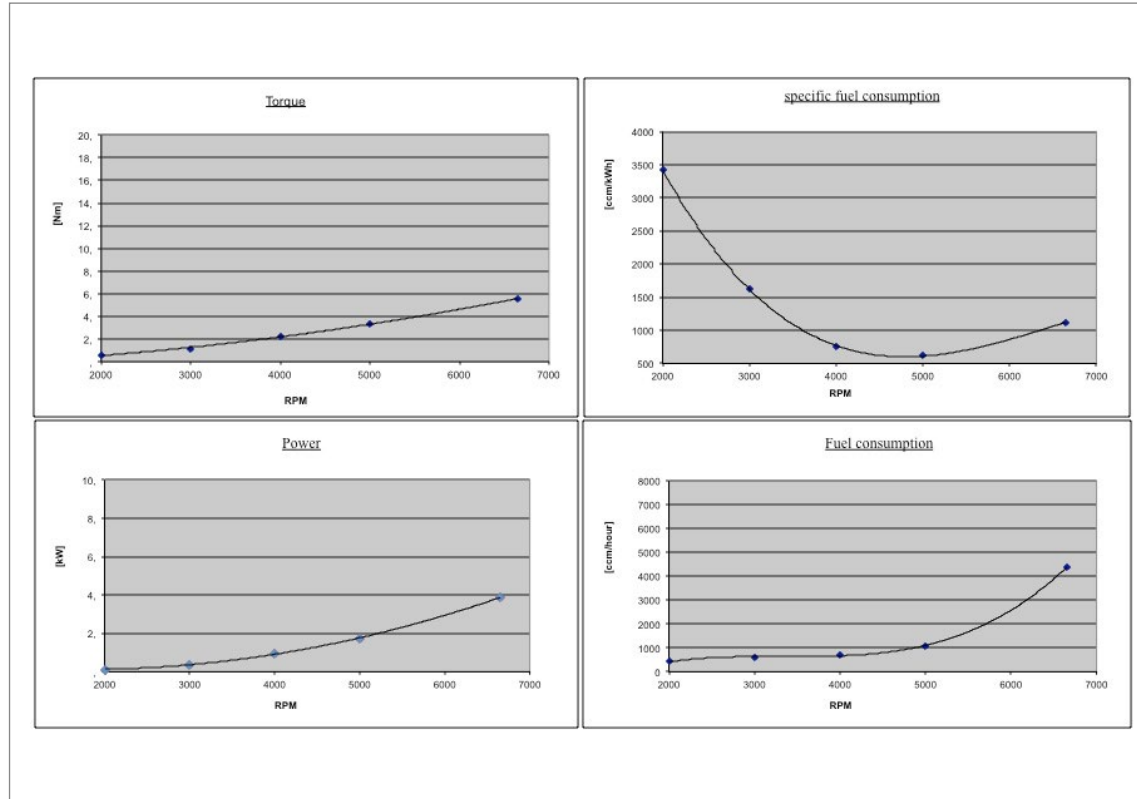 Torque
20,
18,
16,
14,
12,
10,
8,
6,
4,
2,
,
[Nm]
2000 3000 4000 5000 6000 7000
RPM
specific fuel consumption
4000
3500
3000
2500
2000
1500
1000
500
[ccm/kWh]
2000 3000 4000 5000 6000 7000
RPM
Power
10,
8,
6,
4,
2,
,
[kW]
2000 3000 4000 5000 6000 7000
RPM
Fuel consumption
8000
7000
6000
5000
4000
3000
2000
1000
0
[ccm/hour]
2000 3000 4000 5000 6000 7000
RPM